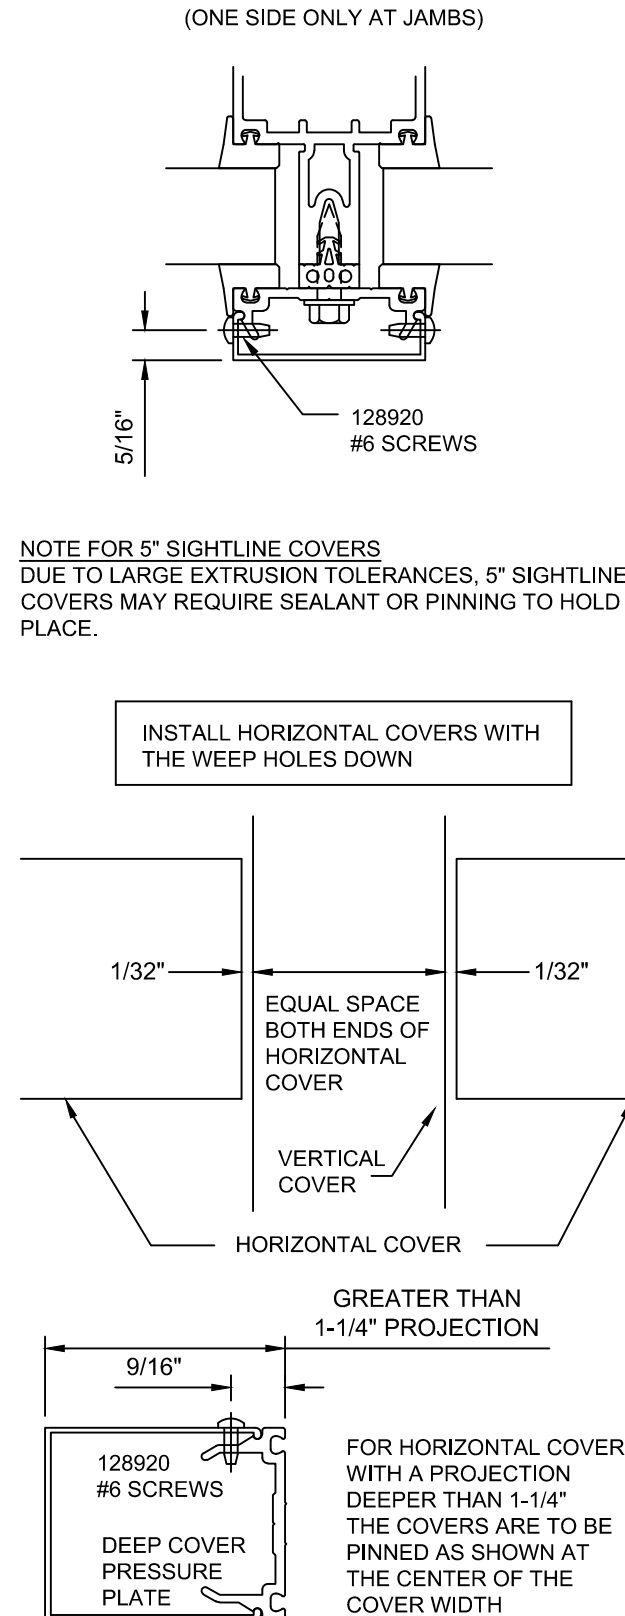 (ONE SIDE ONLY AT JAMBS)
5/16"
128920
#6 SCREWS
NOTE FOR 5" SIGHTLINE COVERS
DUE TO LARGE EXTRUSION TOLERANCES, 5" SIGHTLINE
COVERS MAY REQUIRE SEALANT OR PINNING TO HOLD
PLACE.
INSTALL HORIZONTAL COVERS WITH
THE WEEP HOLES DOWN
1/32"
1/32"
EQUAL SPACE
BOTH ENDS OF
HORIZONTAL
COVER
VERTICAL
COVER
HORIZONTAL COVER
GREATER THAN
1-1/4" PROJECTION
9/16"
128920
#6 SCREWS
DEEP COVER
PRESSURE
PLATE
FOR HORIZONTAL COVER
WITH A PROJECTION
DEEPER THAN 1-1/4"
THE COVERS ARE TO BE
PINNED AS SHOWN AT
THE CENTER OF THE
COVER WIDTH